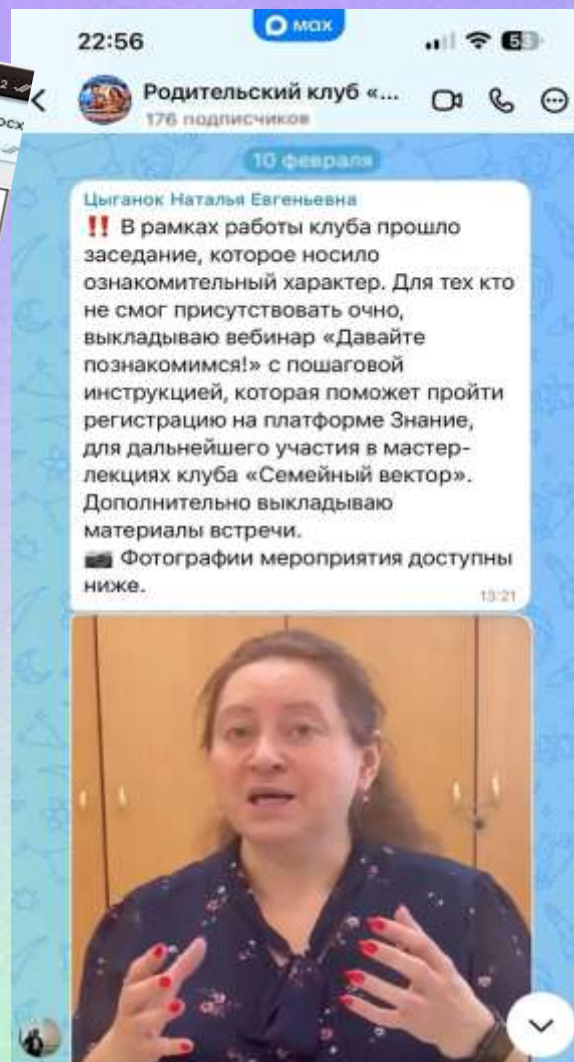 22:56
max
Родительский клуб «...
176 подписчиков
10 февраля
Цыганок Наталья Евгеньевна
‼ В рамках работы клуба прошло
заседание, которое носило
ознакомительный характер. Для тех кто
не смог присутствовать очно,
выкладываю вебинар «Давайте
познакомимся!» с пошаговой
инструкцией, которая поможет пройти
регистрацию на платформе Знание,
для дальнейшего участия в мастер-
лекциях клуба «Семейный вектор».
Дополнительно выкладываю
материалы встречи.
📷 Фотографии мероприятия доступны
ниже.